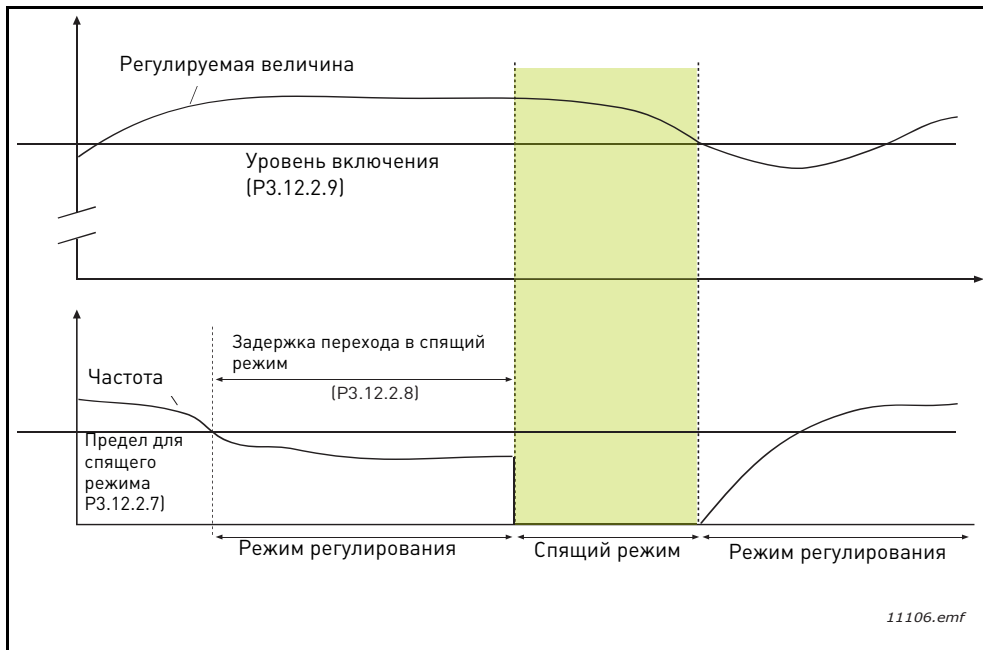 Регулируемая величина
Уровень включения
(P3.12.2.9)
Задержка перехода в спящий
режим
(P3.12.2.8)
Частота
Предел для
спящего
режима
P3.12.2.7)
Режим регулирования
Спящий режим
Режим регулирования
11106.emf